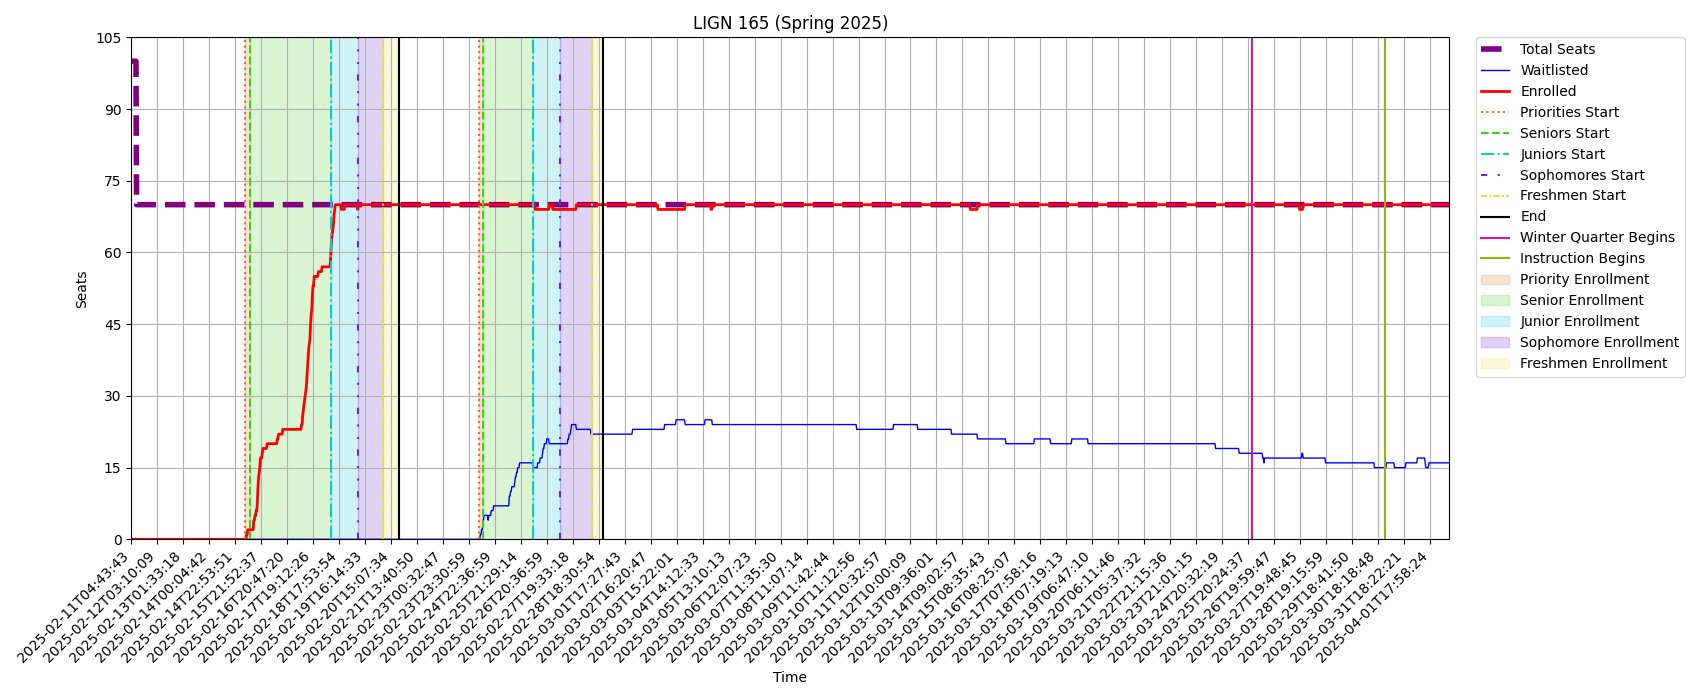 LIGN 165 (Spring 2025)
105
90
75
60
45
30
15
0
Seats
2025-02-11T04:43:43
2025-02-12T03:10:09
2025-02-13T01:33:18
2025-02-14T00:04:42
2025-02-14T22:53:51
2025-02-15T21:52:37
2025-02-16T20:47:20
2025-02-17T19:12:26
2025-02-18T17:53:54
2025-02-19T16:14:33
2025-02-20T15:07:34
2025-02-21T13:40:50
2025-02-23T00:32:47
2025-02-23T23:30:59
2025-02-24T22:36:59
2025-02-25T21:29:14
2025-02-26T20:36:59
2025-02-27T19:33:18
2025-02-28T18:30:54
2025-03-01T17:27:43
2025-03-02T16:20:47
2025-03-03T15:22:01
2025-03-04T14:12:33
2025-03-05T13:10:13
2025-03-06T12:07:23
2025-03-07T11:35:30
2025-03-08T11:07:14
2025-03-09T11:42:44
2025-03-10T11:12:56
2025-03-11T10:32:57
2025-03-12T10:00:09
2025-03-13T09:36:01
2025-03-14T09:02:57
2025-03-15T08:35:43
2025-03-16T08:25:07
2025-03-17T07:58:16
2025-03-18T07:19:13
2025-03-19T06:47:10
2025-03-20T06:11:46
2025-03-21T05:37:32
2025-03-22T21:15:36
2025-03-23T21:01:15
2025-03-24T20:32:19
2025-03-25T20:24:37
2025-03-26T19:59:47
2025-03-27T19:48:45
2025-03-28T19:15:59
2025-03-29T18:41:50
2025-03-30T18:18:48
2025-03-31T18:22:21
2025-04-01T17:58:24
Time
Total Seats
Waitlisted
Enrolled
Priorities Start
Seniors Start
Juniors Start
Sophomores Start
Freshmen Start
End
Winter Quarter Begins
Instruction Begins
Priority Enrollment
Senior Enrollment
Junior Enrollment
Sophomore Enrollment
Freshmen Enrollment